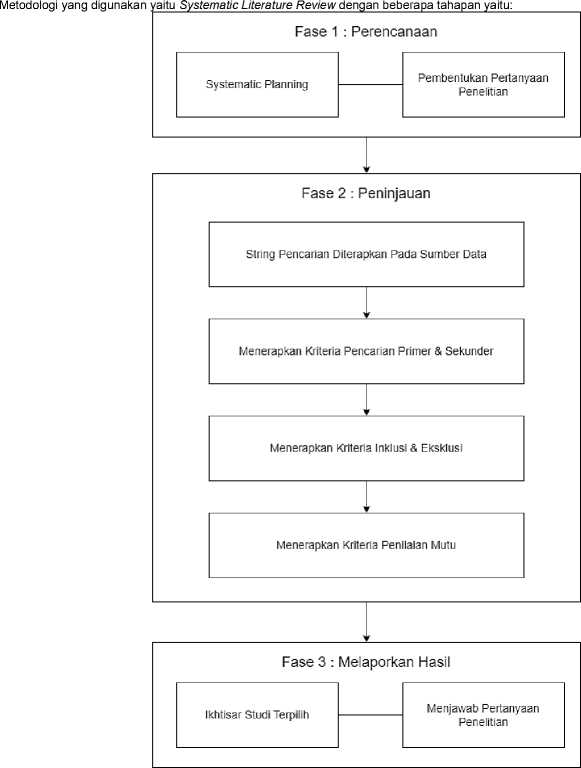 Metodologi yang digunakan yaitu Systematic Literature Review dengan beberapa tahapan yaitu:
Fase 1 : Perencanaan
Systematic Planning
Pembentukan Pertanyaan
Penelitian
Fase 2 : Peninjauan
String Pencarian Diterapkan Pada Sumber Data
Menerapkan Kriteria Pencarian Primer & Sekunder
Menerapkan Kriteria Inklusi & Eksklusi
Menerapkan Kriteria Penilaian Mutu
Fase 3 : Melaporkan Hasil
Ikhtisar Studi Terpilih
Menjawab Pertanyaan
Penelitian